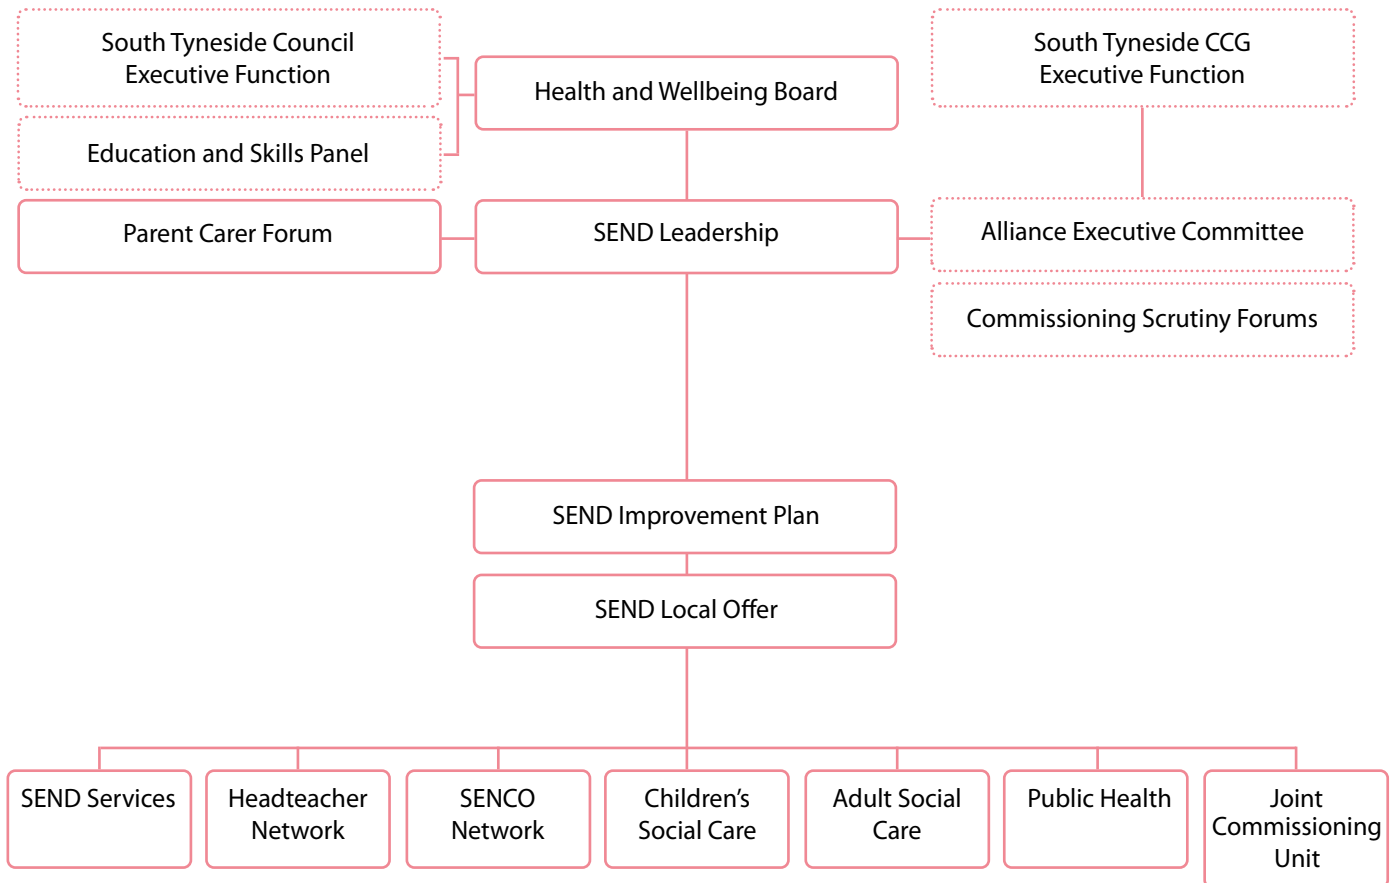 South Tyneside Council
Executive Function
Health and Wellbeing Board
South Tyneside CCG
Executive Function
Education and Skills Panel
Parent Carer Forum
SEND Leadership
Alliance Executive Committee
Commissioning Scrutiny Forums
SEND Improvement Plan
SEND Local Offer
SEND Services
Headteacher
Network
SENCO
Network
Children’s
Social Care
Adult Social
Care
Public Health
Joint
Commissioning
Unit